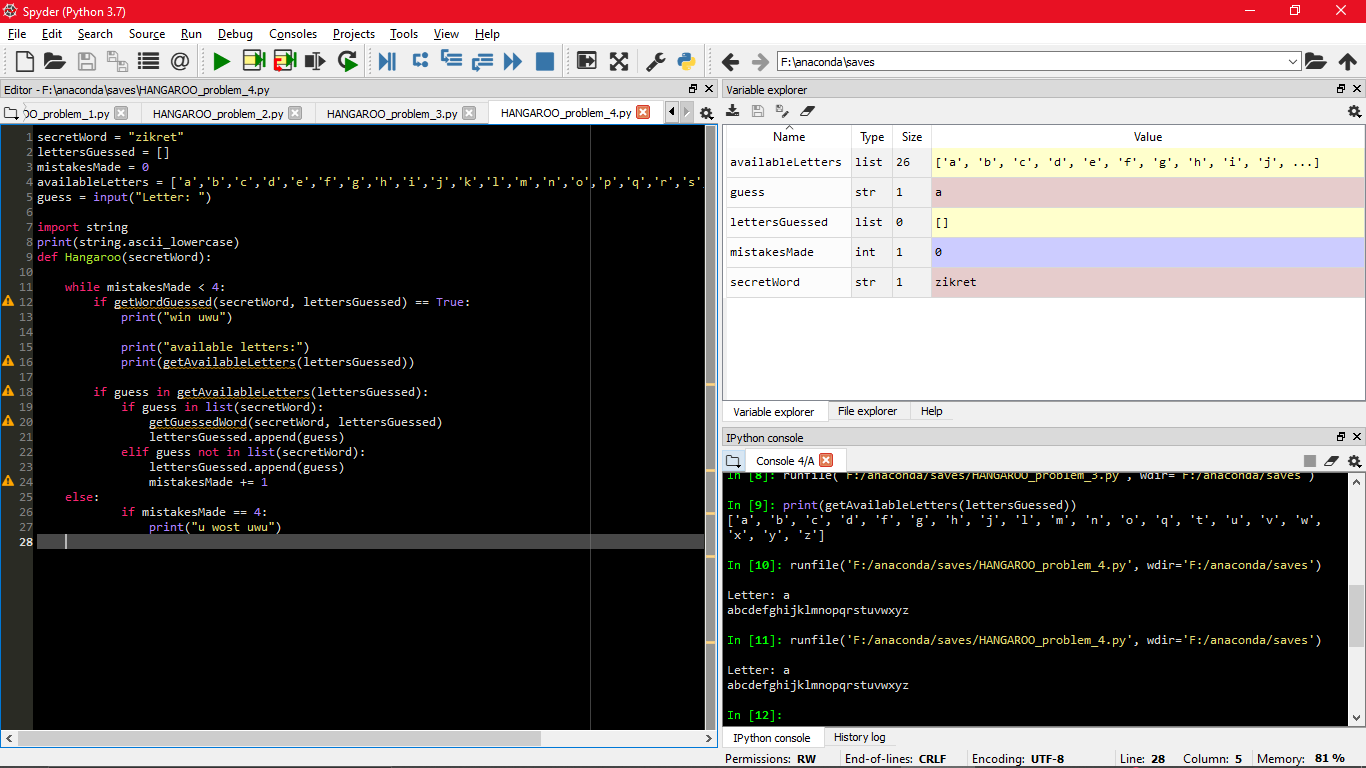 Spyder (Python 3.7)
File Edit Search Source Run Debug Consoles Projects Tools View Help
F:\anaconda\saves
Editor - F:\anaconda\saves\HANGAROO_problem_4.py
OO_problem_1.py HANGAROO_problem_2.py HANGAROO_problem_3.py HANGAROO_problem_4.py
1 secretWord = "zikret"
2 lettersGuessed = []
3 mistakesMade = 0
4 availableLetters = ['a','b','c','d','e','f','g','h','i','j','k','l','m','n','o','p','q','r','s',
5 guess = input("Letter: ")
6
7 import string
8 print(string.ascii_lowercase)
9 def Hangaroo(secretWord):
10
11     while mistakesMade < 4:
12         if getWordGuessed(secretWord, lettersGuessed) == True:
13             print("win uwu")
14
15             print("available letters:")
16             print(getAvailableLetters(lettersGuessed))
17
18         if guess in getAvailableLetters(lettersGuessed):
19             if guess in list(secretWord):
20                 getGuessedWord(secretWord, lettersGuessed)
21                 lettersGuessed.append(guess)
22             elif guess not in list(secretWord):
23                 lettersGuessed.append(guess)
24                 mistakesMade += 1
25     else:
26             if mistakesMade == 4:
27                 print("u wost uwu")
28
Variable explorer
Name Type Size Value
availableLetters list 26 ['a', 'b', 'c', 'd', 'e', 'f', 'g', 'h', 'i', 'j', ...]
guess str 1 a
lettersGuessed list 0 []
mistakesMade int 1 0
secretWord str 1 zikret
Variable explorer File explorer Help
IPython console
Console 4/A
In [8]: runfile('F:/anaconda/saves/HANGAROO_problem_3.py', wdir='F:/anaconda/saves')
In [9]: print(getAvailableLetters(lettersGuessed))
['a', 'b', 'c', 'd', 'f', 'g', 'h', 'j', 'l', 'm', 'n', 'o', 'q', 't', 'u', 'v', 'w',
'x', 'y', 'z']
In [10]: runfile('F:/anaconda/saves/HANGAROO_problem_4.py', wdir='F:/anaconda/saves')
Letter: a
abcdefghijklmnopqrstuvwxyz
In [11]: runfile('F:/anaconda/saves/HANGAROO_problem_4.py', wdir='F:/anaconda/saves')
Letter: a
abcdefghijklmnopqrstuvwxyz
In [12]:
IPython console History log
Permissions: RW End-of-lines: CRLF Encoding: UTF-8 Line: 28 Column: 5 Memory: 81 %